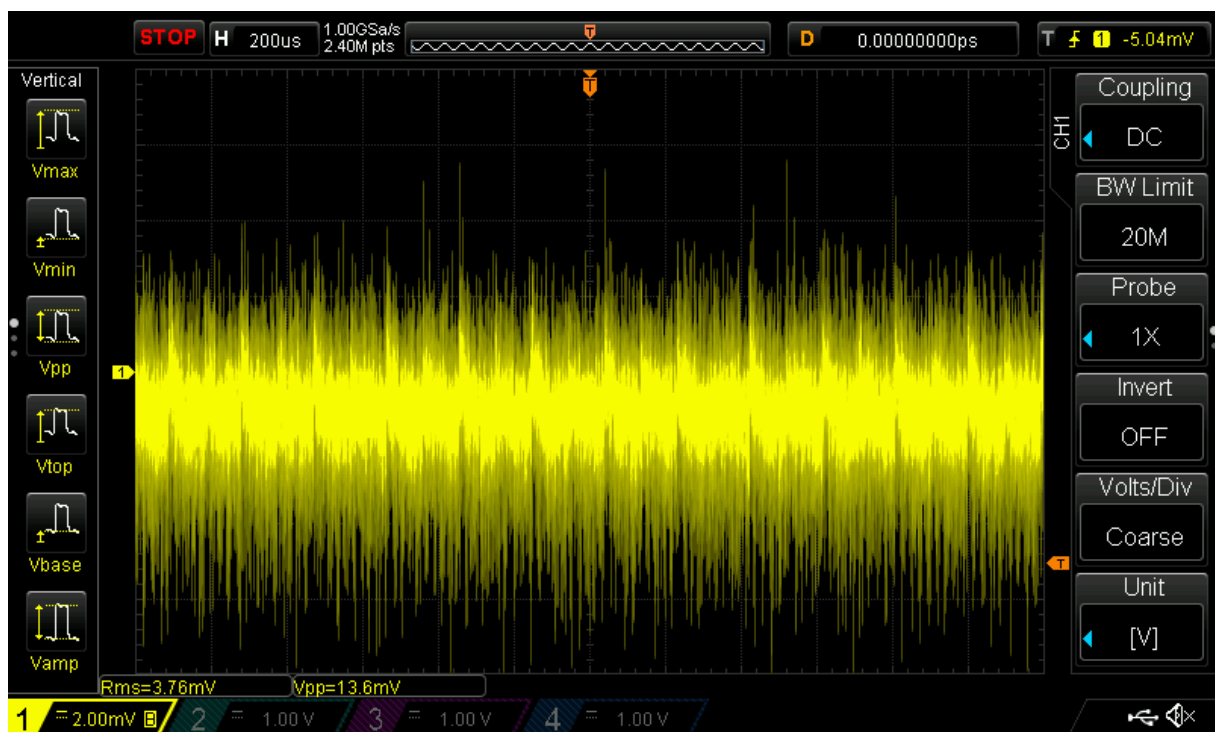 STOP H 200us 1.00GSa/s
2.40M pts
T
D 0.00000000ps
T 1 -5.04mV
Vertical
Vmax
Vmin
Vpp
Vtop
Vbase
Vamp
T
1
T
CH1
Coupling
DC
BW Limit
20M
Probe
1X
Invert
OFF
Volts/Div
Coarse
Unit
[V]
Rms=3.76mV Vpp=13.6mV
1 2.00mV B 2 1.00 V 3 1.00 V 4 1.00 V